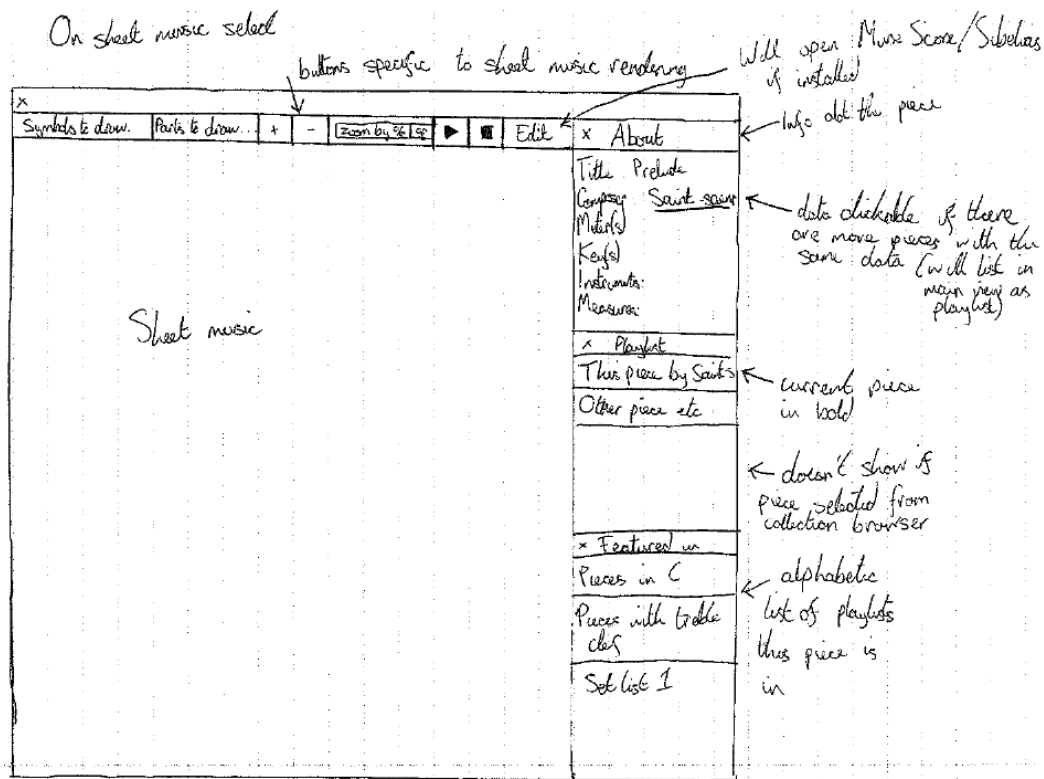 On sheet music select
buttons specific to sheet music rendering
Will open MuseScore/Sibelius
if installed
×
Symbols to draw.. Parts to draw... + - zoom by % Edit
× About
Info abt the piece
Title Prelude
Composer Saint-saens
Meter(s)
Key(s)
Instruments:
Measures:
data clickable if there
are more pieces with the
same data (will list in
main view as
playlist)
Sheet music
× Playlist
This piece by Saints
Other piece etc
current piece
in bold
doesn't show if
piece selected from
collection browser
× Featured in
Pieces in C
Pieces with treble
clef
Set list 1
alphabetic
list of playlists
this piece is
in